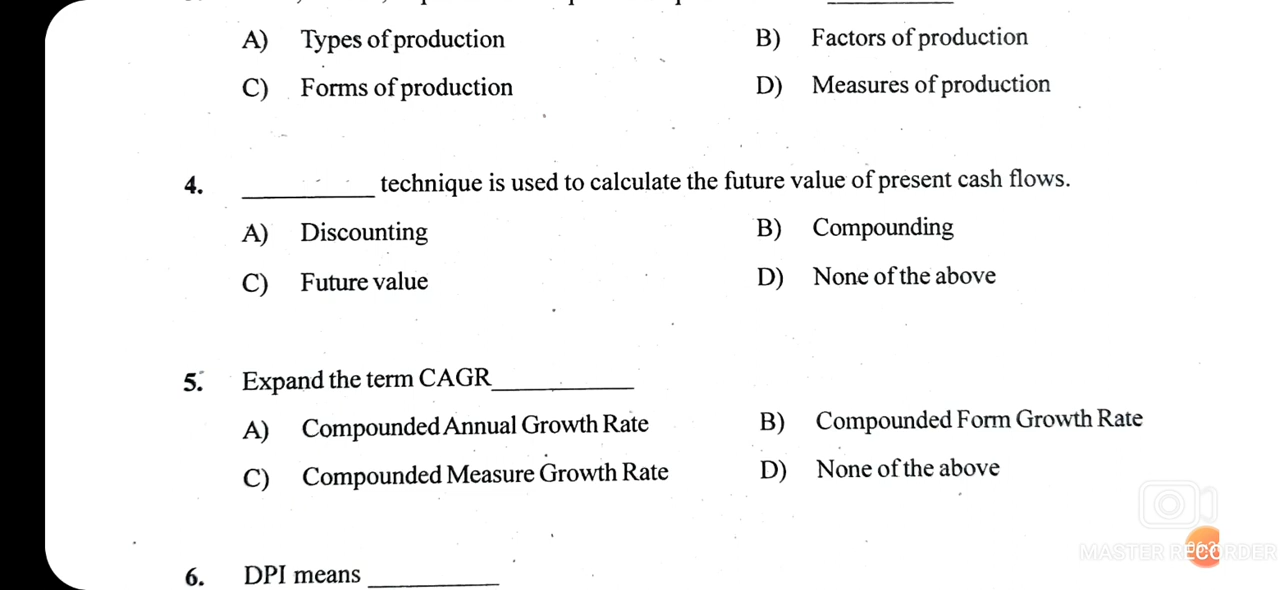 A) Types of production B) Factors of production
C) Forms of production D) Measures of production
4. __________ technique is used to calculate the future value of present cash flows.
A) Discounting B) Compounding
C) Future value D) None of the above
5. Expand the term CAGR__________
A) Compounded Annual Growth Rate B) Compounded Form Growth Rate
C) Compounded Measure Growth Rate D) None of the above
MASTER RECORDER
6. DPI means __________